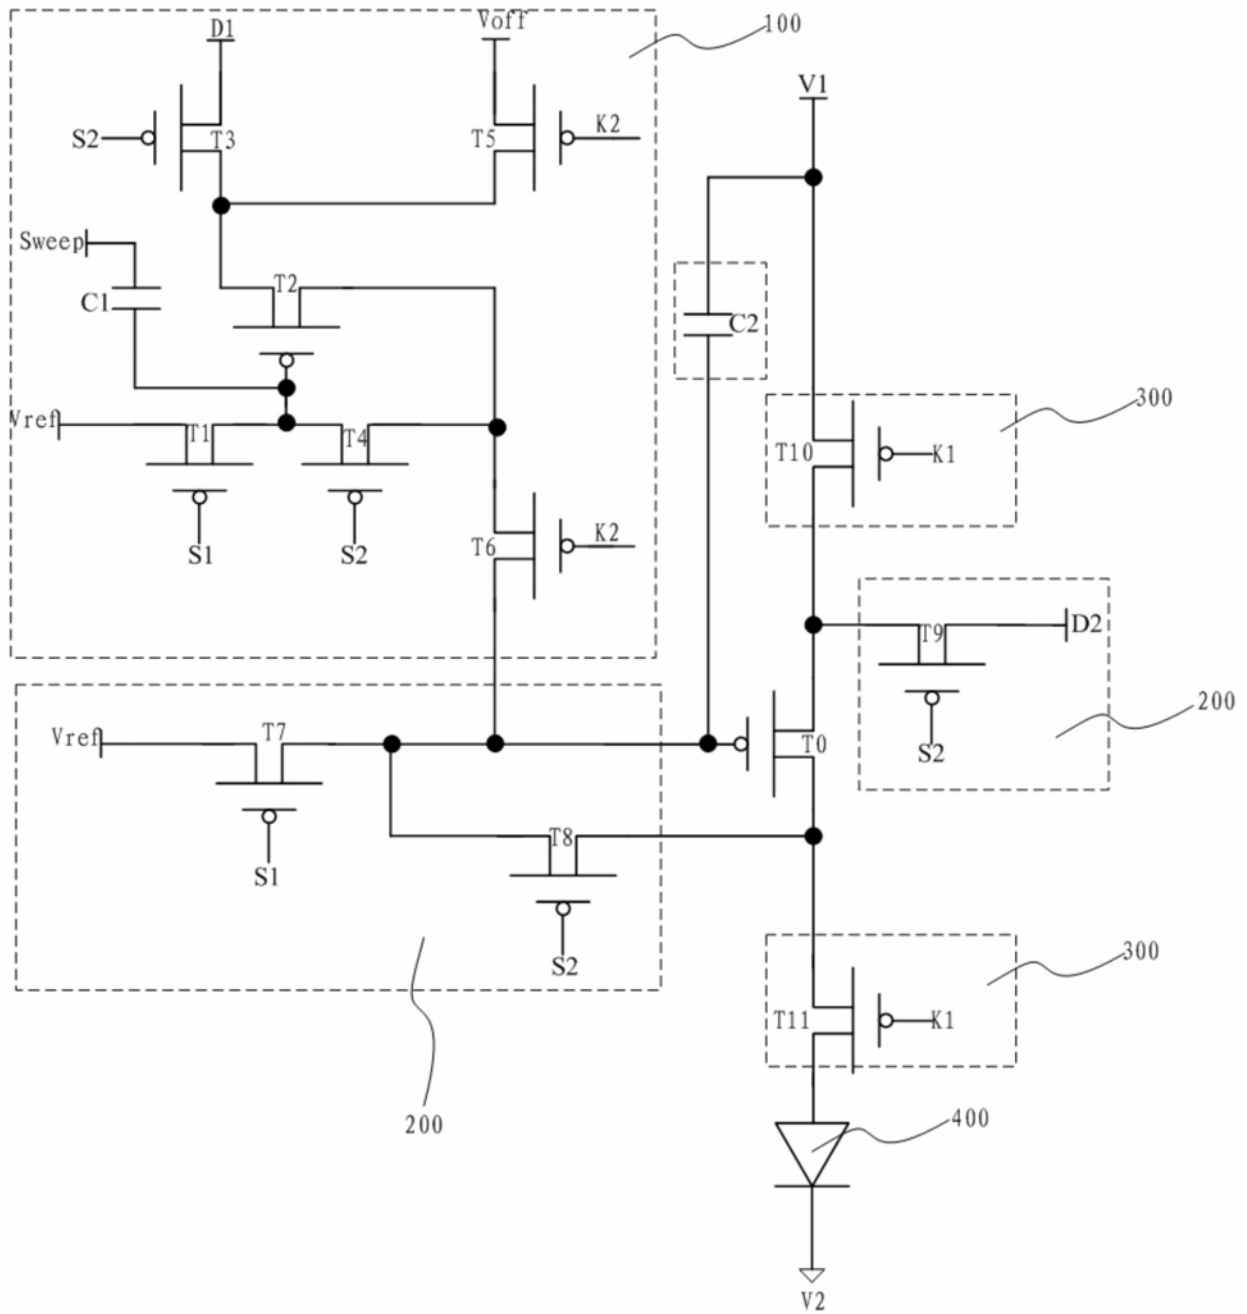 D1
Voff
100
V1
S2
T3
T5
K2
Sweep
C1
T2
C2
Vref
T1
T4
300
T10
K1
S1
S2
T6
K2
T9
D2
200
Vref
T7
T0
S2
T8
S1
S2
300
T11
K1
200
400
V2